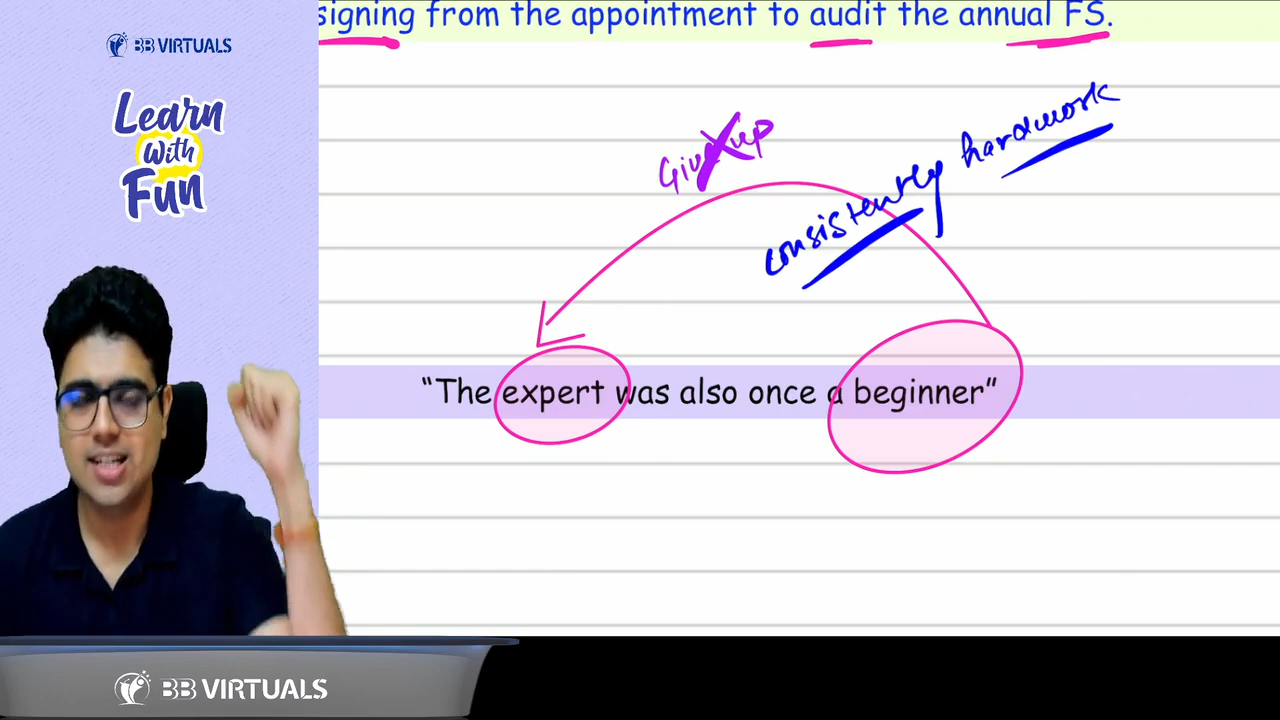 signing from the appointment to audit the annual FS.
BB VIRTUALS
Learn
With
Fun
Give up
consistently hardwork
“The expert was also once a beginner”
BB VIRTUALS